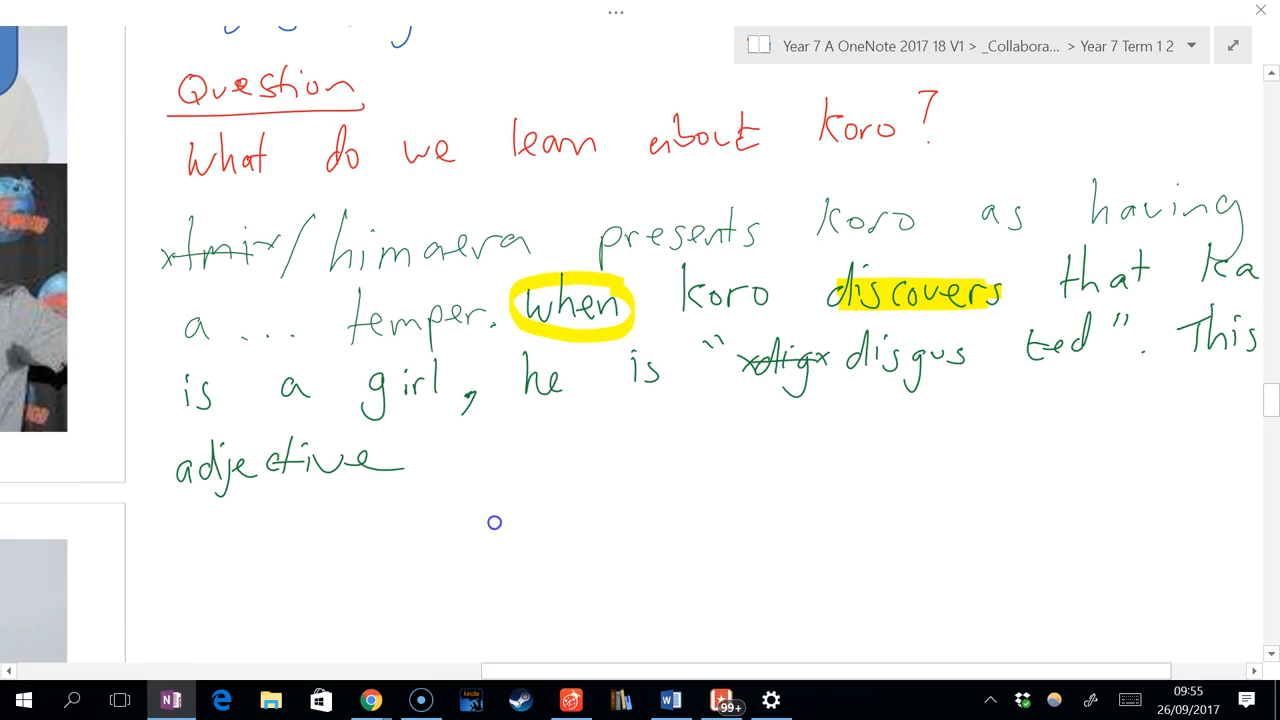 ...
Year 7 A OneNote 2017 18 V1 > _Collabora... > Year 7 Term 1 2
Question
What do we learn about koro?
/himaera presents koro as having
a ... temper. when koro discovers that ka
is a girl, he is " disgusted". This
adjective
99+
09:55
26/09/2017